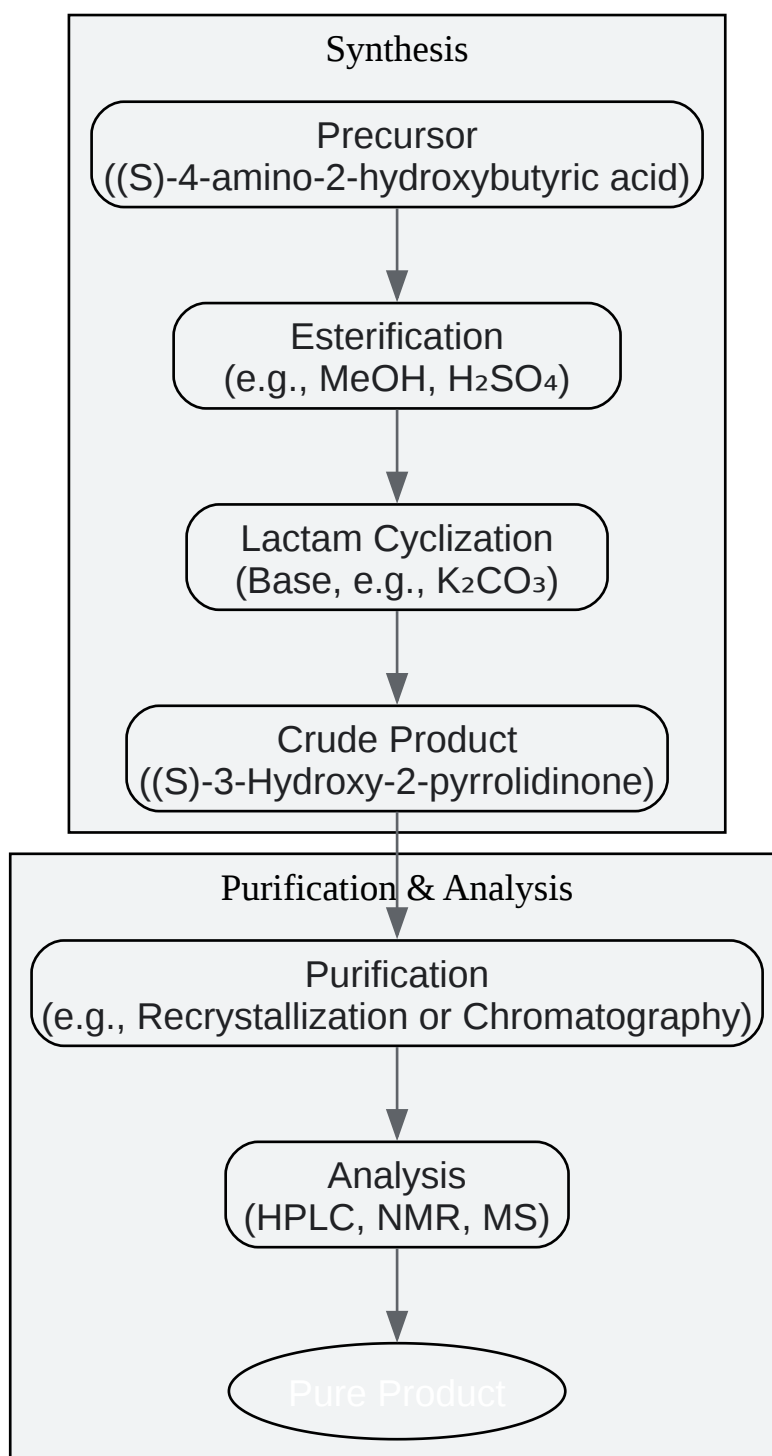 Synthesis
Precursor
((S)-4-amino-2-hydroxybutyric acid)
Esterification
(e.g., MeOH, H₂SO₄)
Lactam Cyclization
(Base, e.g., K₂CO₃)
Crude Product
((S)-3-Hydroxy-2-pyrrolidinone)
Purification & Analysis
Purification
(e.g., Recrystallization or Chromatography)
Analysis
(HPLC, NMR, MS)
Pure Product